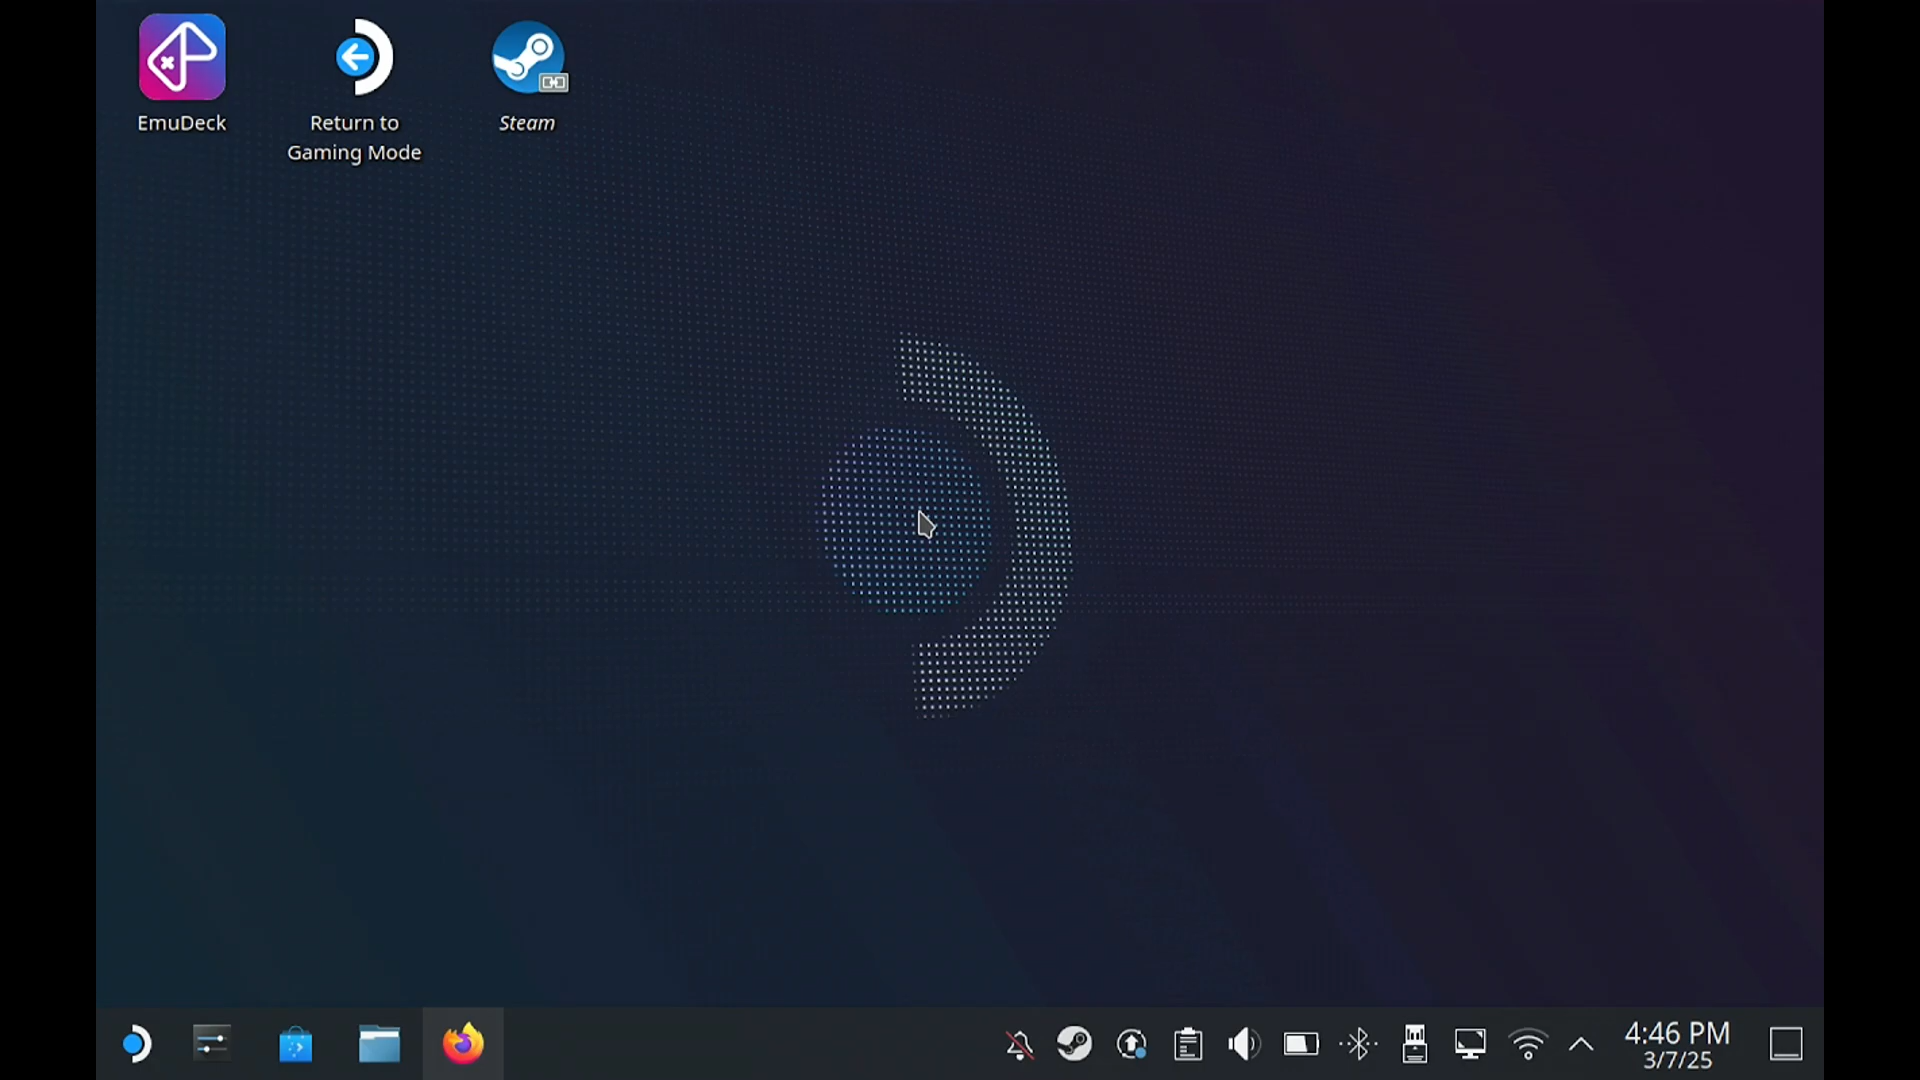 EmuDeck
Return to
Gaming Mode
Steam
4:46 PM
3/7/25